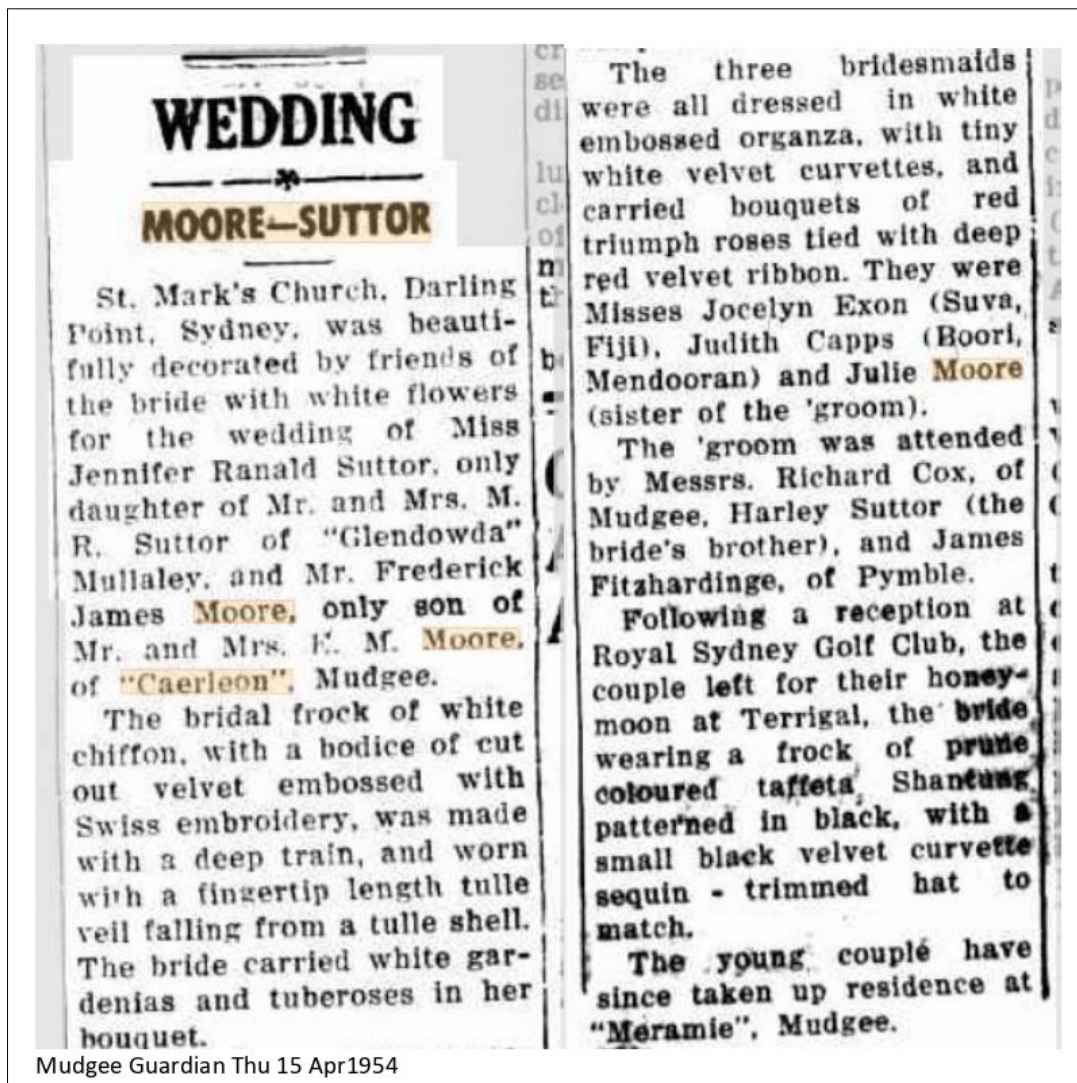 WEDDING
MOORE—SUTTOR
St. Mark's Church, Darling
Point, Sydney, was beauti-
fully decorated by friends of
the bride with white flowers
for the wedding of Miss
Jennifer Ranald Suttor, only
daughter of Mr. and Mrs. M.
R. Suttor of "Glendowda"
Mullaley, and Mr. Frederick
James Moore, only son of
Mr. and Mrs. E. M. Moore,
of "Caerleon", Mudgee.
The bridal frock of white
chiffon, with a bodice of cut
out velvet embossed with
Swiss embroidery, was made
with a deep train, and worn
with a fingertip length tulle
veil falling from a tulle shell.
The bride carried white gar-
denias and tuberoses in her
bouquet.
The three bridesmaids
were all dressed in white
embossed organza, with tiny
white velvet curvettes, and
carried bouquets of red
triumph roses tied with deep
red velvet ribbon. They were
Misses Jocelyn Exon (Suva,
Fiji), Judith Capps (Boori,
Mendooran) and Julie Moore
(sister of the 'groom).
The 'groom was attended
by Messrs. Richard Cox, of
Mudgee, Harley Suttor (the
bride's brother), and James
Fitzhardinge, of Pymble.
Following a reception at
Royal Sydney Golf Club, the
couple left for their honey-
moon at Terrigal, the bride
wearing a frock of prune
coloured taffeta Shantung
patterned in black, with a
small black velvet curvette
sequin - trimmed hat to
match.
The young couple have
since taken up residence at
"Meramie", Mudgee.
Mudgee Guardian Thu 15 Apr1954